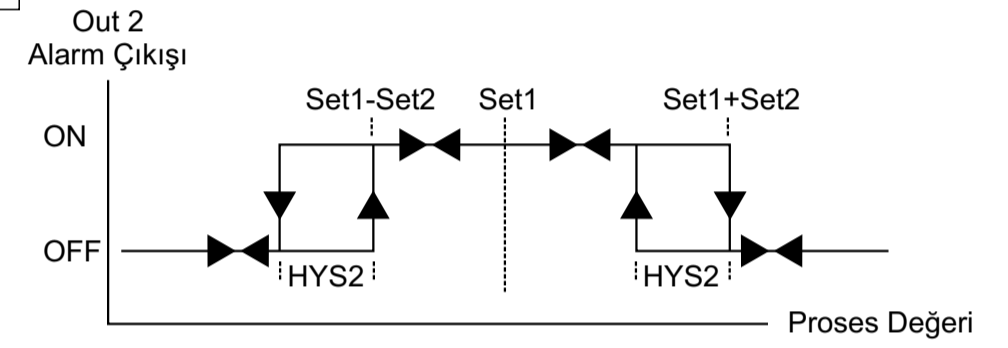 Out 2
Alarm Çıkışı
Set1-Set2
Set1
Set1+Set2
ON
OFF
HYS2
HYS2
Proses Değeri